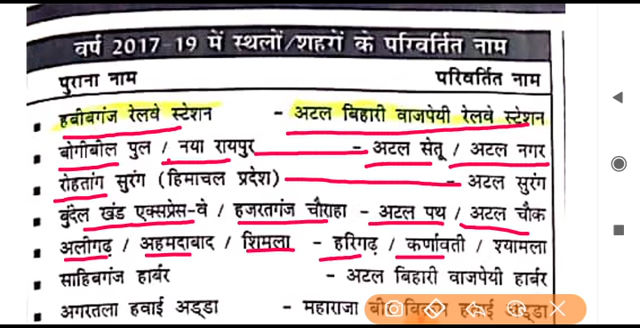 वर्ष 2017-19 में स्थलों/शहरों के परिवर्तित नाम
पुराना नाम परिवर्तित नाम
▪ हबीबगंज रेलवे स्टेशन - अटल बिहारी वाजपेयी रेलवे स्टेशन
▪ बोगीबील पुल / नया रायपुर - अटल सेतू / अटल नगर
▪ रोहतांग सुरंग (हिमाचल प्रदेश) - अटल सुरंग
▪ बुंदेल खंड एक्सप्रेस-वे / हजरतगंज चौराहा - अटल पथ / अटल चौक
▪ अलीगढ़ / अहमदाबाद / शिमला - हरिगढ़ / कर्णावती / श्यामला
▪ साहिबगंज हार्बर - अटल बिहारी वाजपेयी हार्बर
▪ अगरतला हवाई अड्डा - महाराजा हवाई अड्डा